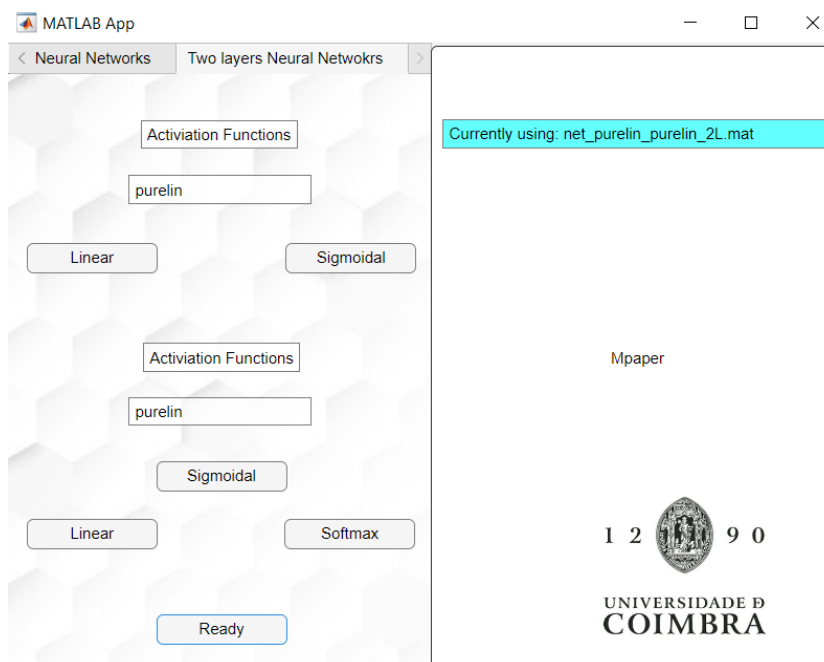 MATLAB App
Neural Networks
Two layers Neural Netwokrs
Activiation Functions
purelin
Linear
Sigmoidal
Activiation Functions
purelin
Sigmoidal
Linear
Softmax
Ready
Currently using: net_purelin_purelin_2L.mat
Mpaper
1 2 9 0
UNIVERSIDADE Ð
COIMBRA